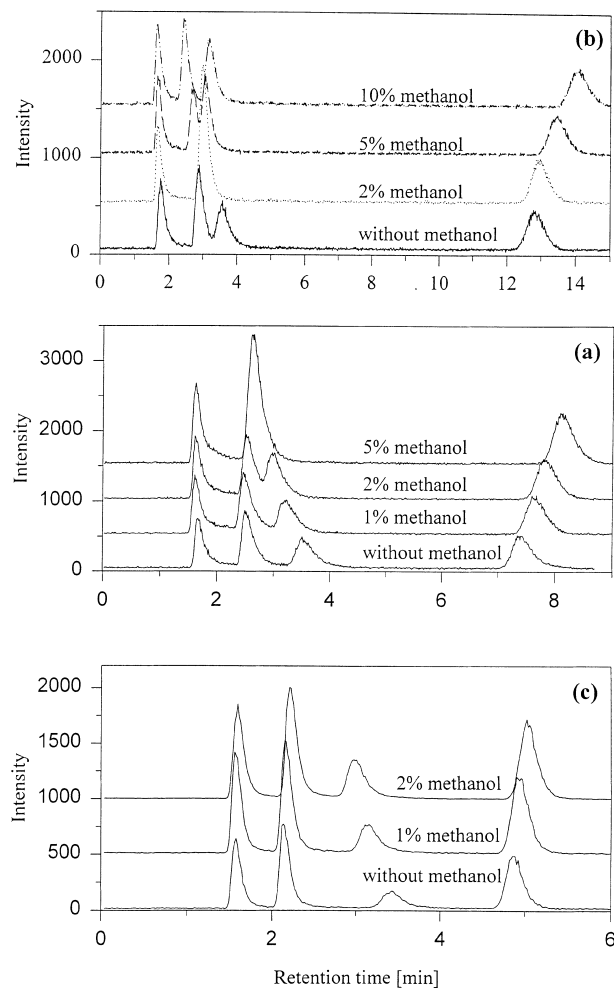 (b)
2000
1000
0
Intensity
10% methanol
5% methanol
2% methanol
without methanol
0 2 4 6 8 10 12 14
(a)
3000
2000
1000
0
Intensity
5% methanol
2% methanol
1% methanol
without methanol
0 2 4 6 8
(c)
2000
1500
1000
500
0
Intensity
2% methanol
1% methanol
without methanol
0 2 4 6
Retention time [min]